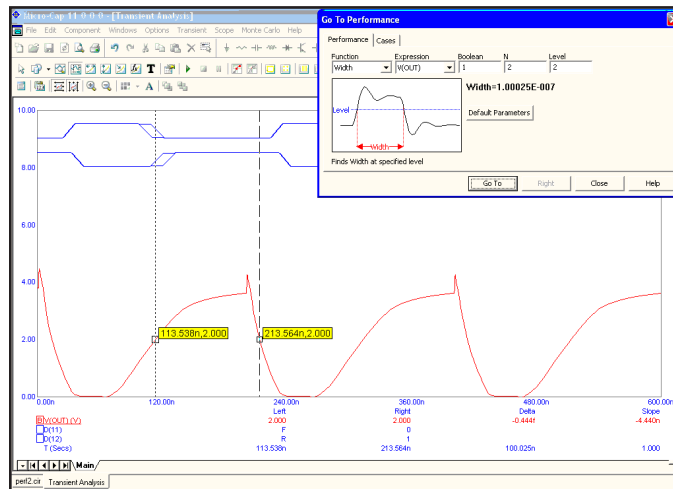 Micro-Cap 11.0.0.0 - [Transient Analysis]
File Edit Component Windows Options Transient Scope Monte Carlo Help
Go To Performance
Performance Cases
Function Expression Boolean N Level
Width V(OUT) 1 2 2
Level
Width
Width=1.00025E-007
Default Parameters
Finds Width at specified level
Go To Right Close Help
10.00
8.00
6.00
4.00
2.00
0.00
113.538n,2.000 213.564n,2.000
0.00n 120.00n 240.00n 360.00n 480.00n 600.00n
Left Right Delta Slope
V(OUT) (V) 2.000 2.000 -0.444f -4.440n
D(11) F 0
D(12) R 1
T (Secs) 113.538n 213.564n 100.025n 1.000
Main
perf2.cir Transient Analysis